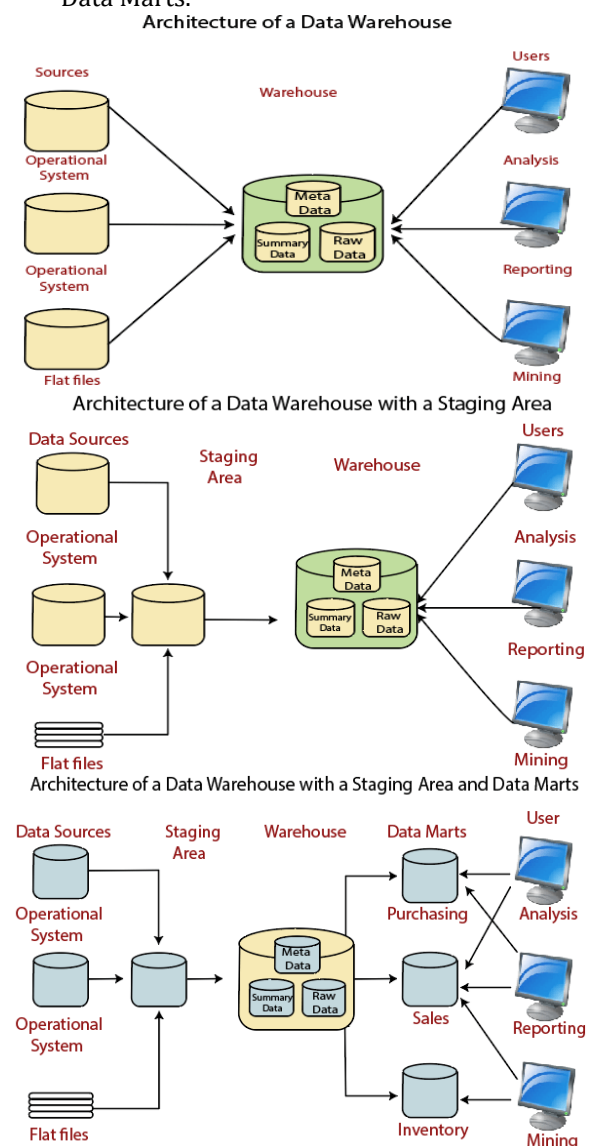 Data Marts.
Architecture of a Data Warehouse
Sources
Warehouse
Users
Operational
System
Analysis
Meta
Data
Summary
Data
Raw
Data
Operational
System
Reporting
Flat files
Mining
Architecture of a Data Warehouse with a Staging Area
Data Sources
Staging
Area
Warehouse
Users
Operational
System
Analysis
Meta
Data
Summary
Data
Raw
Data
Operational
System
Reporting
Flat files
Mining
Architecture of a Data Warehouse with a Staging Area and Data Marts
Data Sources
Staging
Area
Warehouse
Data Marts
User
Operational
System
Purchasing
Analysis
Meta
Data
Summary
Data
Raw
Data
Operational
System
Sales
Reporting
Flat files
Inventory
Mining